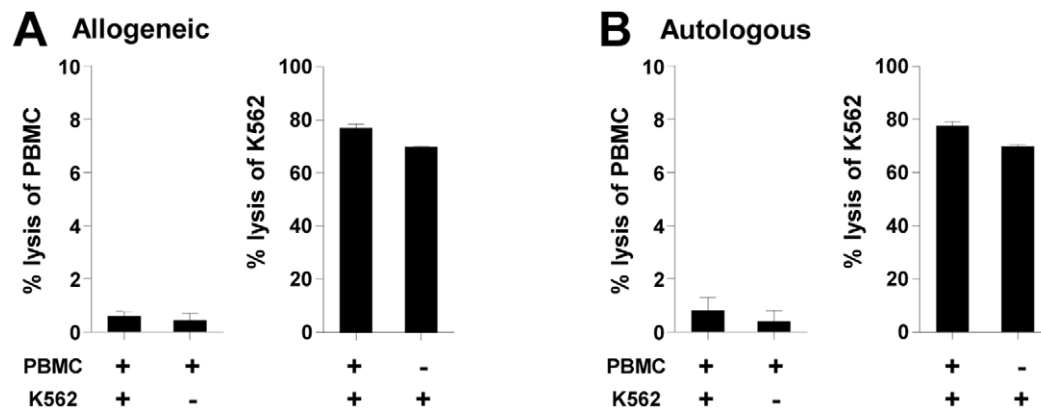 A Allogeneic
% lysis of PBMC
10
8
6
4
2
0
% lysis of K562
100
80
60
40
20
0
PBMC + + + -
K562 + - + +
B Autologous
% lysis of PBMC
10
8
6
4
2
0
% lysis of K562
100
80
60
40
20
0
PBMC + + + -
K562 + - + +